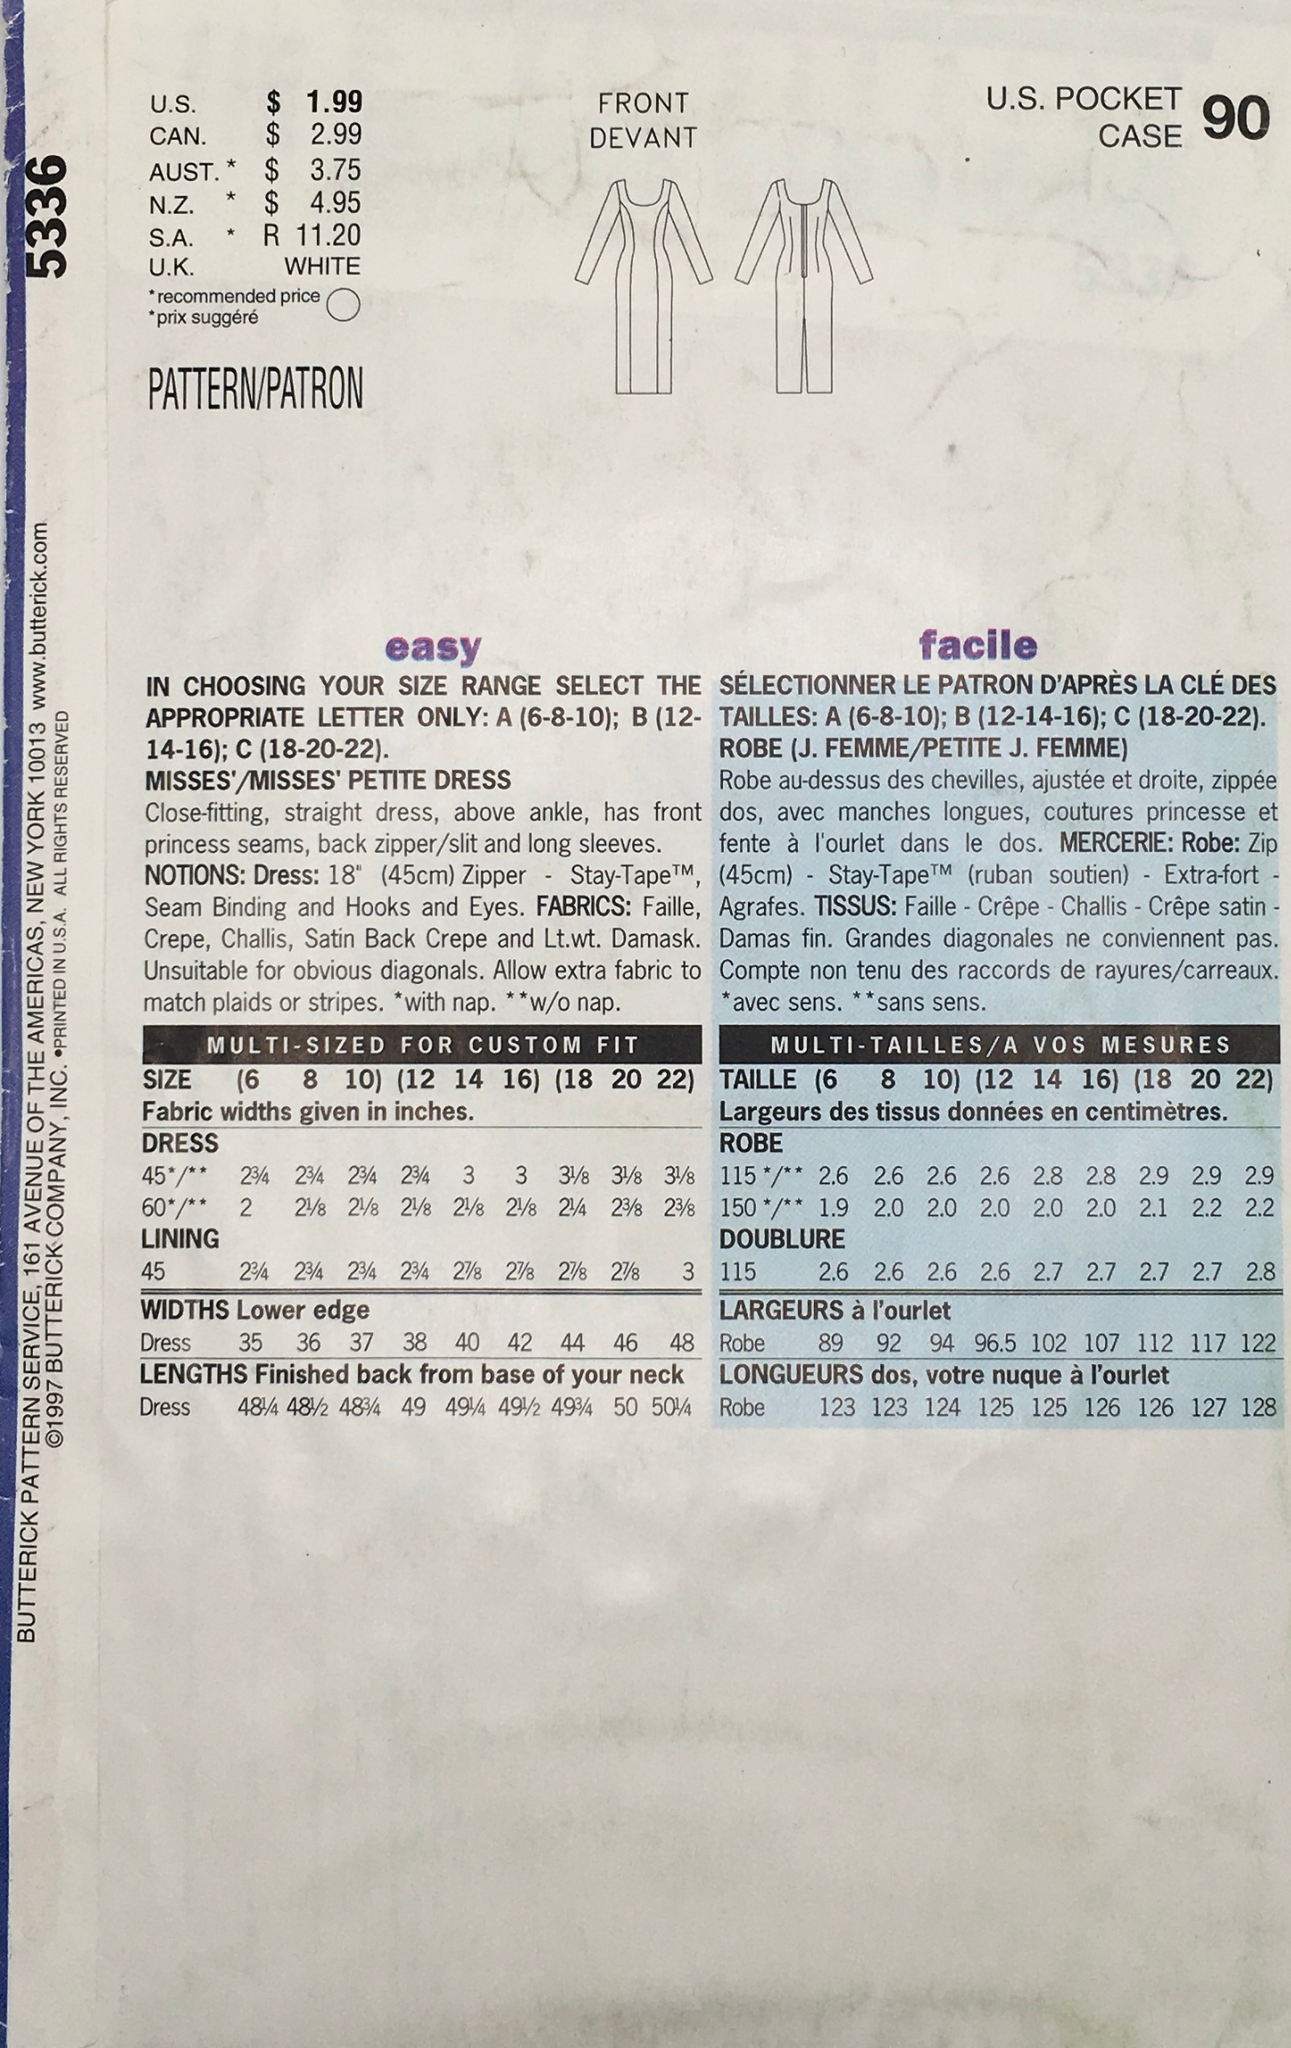 U.S. $ 1.99
CAN. $ 2.99
AUST. * $ 3.75
N.Z. * $ 4.95
S.A. * R 11.20
U.K. WHITE
*recommended price
*prix suggéré
PATTERN/PATRON
FRONT
DEVANT
U.S. POCKET
CASE 90
5336
BUTTERICK PATTERN SERVICE, 161 AVENUE OF THE AMERICAS, NEW YORK 10013 www.butterick.com
©1997 BUTTERICK COMPANY, INC. •PRINTED IN U.S.A. ALL RIGHTS RESERVED
easy
IN CHOOSING YOUR SIZE RANGE SELECT THE
APPROPRIATE LETTER ONLY: A (6-8-10); B (12-
14-16); C (18-20-22).
MISSES'/MISSES' PETITE DRESS
Close-fitting, straight dress, above ankle, has front
princess seams, back zipper/slit and long sleeves.
NOTIONS: Dress: 18" (45cm) Zipper - Stay-Tape™,
Seam Binding and Hooks and Eyes. FABRICS: Faille,
Crepe, Challis, Satin Back Crepe and Lt.wt. Damask.
Unsuitable for obvious diagonals. Allow extra fabric to
match plaids or stripes. *with nap. **w/o nap.
MULTI-SIZED FOR CUSTOM FIT
SIZE (6 8 10) (12 14 16) (18 20 22)
Fabric widths given in inches.
DRESS
45*/** 2¾ 2¾ 2¾ 2¾ 3 3 3⅛ 3⅛ 3⅛
60*/** 2 2⅛ 2⅛ 2⅛ 2⅛ 2⅛ 2¼ 2⅜ 2⅜
LINING
45 2¾ 2¾ 2¾ 2¾ 2⅞ 2⅞ 2⅞ 2⅞ 3
WIDTHS Lower edge
Dress 35 36 37 38 40 42 44 46 48
LENGTHS Finished back from base of your neck
Dress 48¼ 48½ 48¾ 49 49¼ 49½ 49¾ 50 50¼
facile
SÉLECTIONNER LE PATRON D'APRÈS LA CLÉ DES
TAILLES: A (6-8-10); B (12-14-16); C (18-20-22).
ROBE (J. FEMME/PETITE J. FEMME)
Robe au-dessus des chevilles, ajustée et droite, zippée
dos, avec manches longues, coutures princesse et
fente à l'ourlet dans le dos. MERCERIE: Robe: Zip
(45cm) - Stay-Tape™ (ruban soutien) - Extra-fort -
Agrafes. TISSUS: Faille - Crêpe - Challis - Crêpe satin -
Damas fin. Grandes diagonales ne conviennent pas.
Compte non tenu des raccords de rayures/carreaux.
*avec sens. **sans sens.
MULTI-TAILLES/A VOS MESURES
TAILLE (6 8 10) (12 14 16) (18 20 22)
Largeurs des tissus données en centimètres.
ROBE
115 */** 2.6 2.6 2.6 2.6 2.8 2.8 2.9 2.9 2.9
150 */** 1.9 2.0 2.0 2.0 2.0 2.0 2.1 2.2 2.2
DOUBLURE
115 2.6 2.6 2.6 2.6 2.7 2.7 2.7 2.7 2.8
LARGEURS à l'ourlet
Robe 89 92 94 96.5 102 107 112 117 122
LONGUEURS dos, votre nuque à l'ourlet
Robe 123 123 124 125 125 126 126 127 128